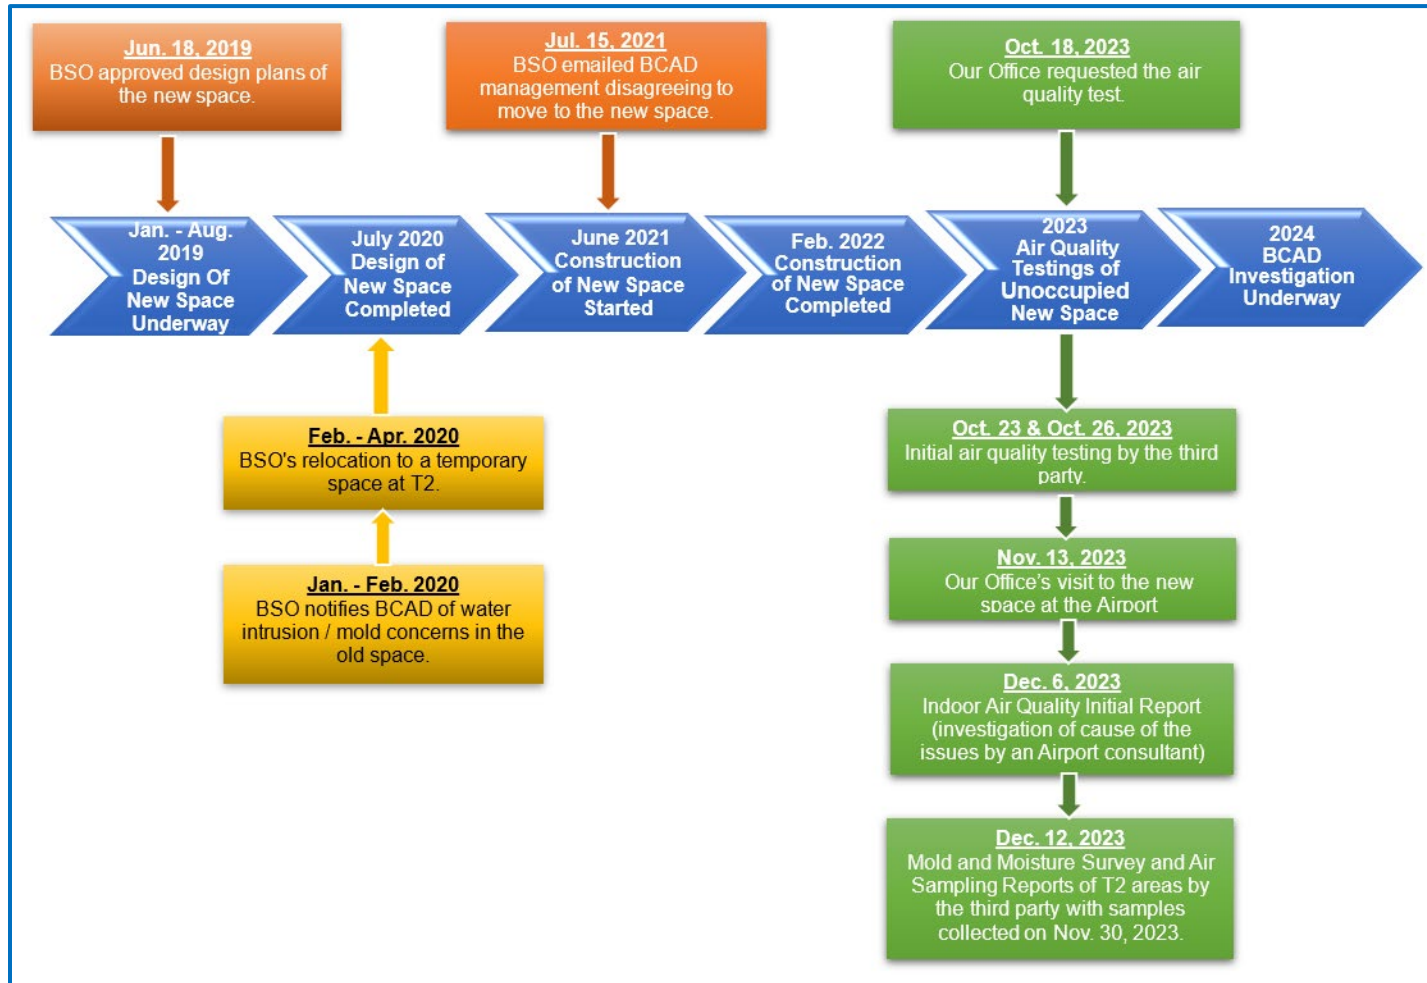 Jun. 18, 2019
BSO approved design plans of
the new space.
Jul. 15, 2021
BSO emailed BCAD
management disagreeing to
move to the new space.
Oct. 18, 2023
Our Office requested the air
quality test.
Jan. - Aug.
2019
Design Of
New Space
Underway
July 2020
Design of
New Space
Completed
June 2021
Construction
of New Space
Started
Feb. 2022
Construction
of New Space
Completed
2023
Air Quality
Testings of
Unoccupied
New Space
2024
BCAD
Investigation
Underway
Feb. - Apr. 2020
BSO's relocation to a temporary
space at T2.
Jan. - Feb. 2020
BSO notifies BCAD of water
intrusion / mold concerns in the
old space.
Oct. 23 & Oct. 26, 2023
Initial air quality testing by the third
party.
Nov. 13, 2023
Our Office’s visit to the new
space at the Airport
Dec. 6, 2023
Indoor Air Quality Initial Report
(investigation of cause of the
issues by an Airport consultant)
Dec. 12, 2023
Mold and Moisture Survey and Air
Sampling Reports of T2 areas by
the third party with samples
collected on Nov. 30, 2023.